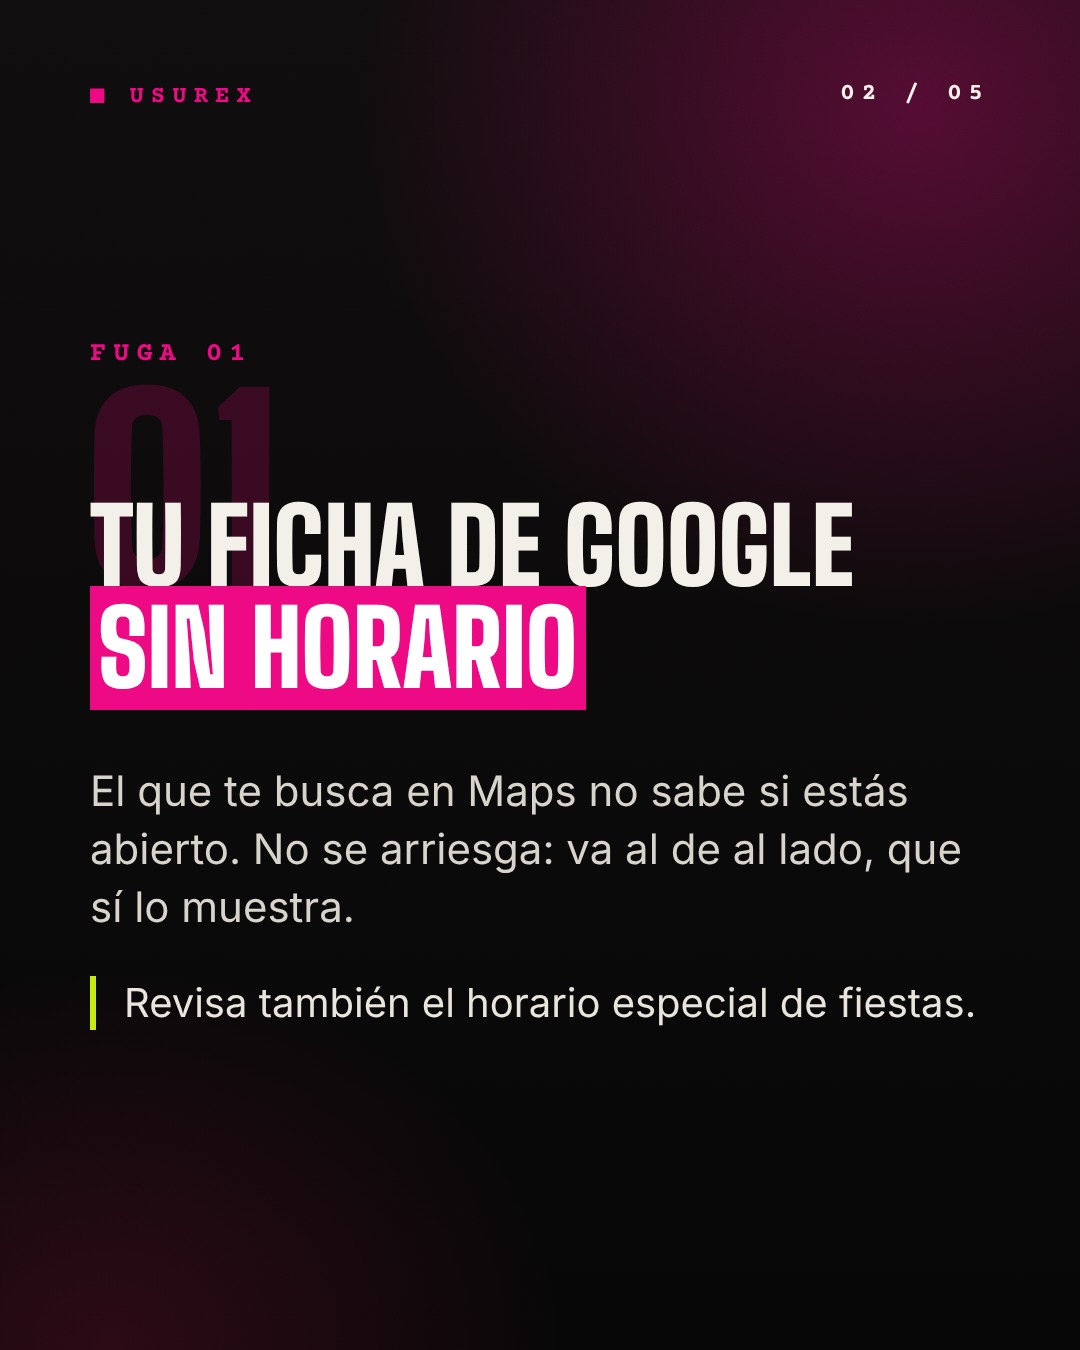 USUREX
02 / 05
FUGA 01
01
TU FICHA DE GOOGLE
SIN HORARIO
El que te busca en Maps no sabe si estás
abierto. No se arriesga: va al de al lado, que
sí lo muestra.
Revisa también el horario especial de fiestas.